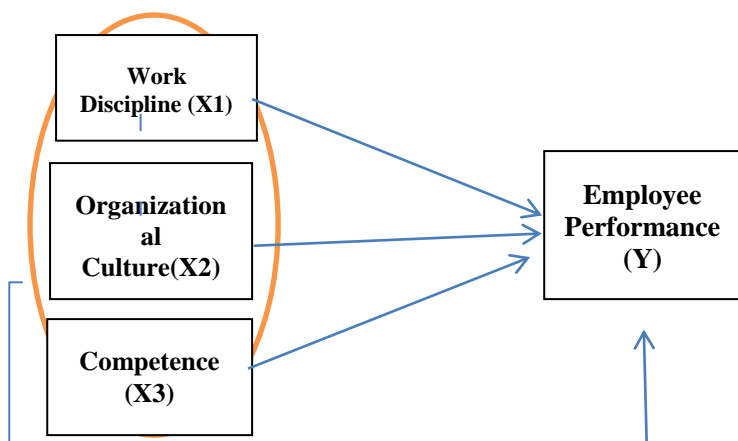 Work
Discipline (X1)
Organization
al
Culture(X2)
Competence
(X3)
Employee
Performance
(Y)